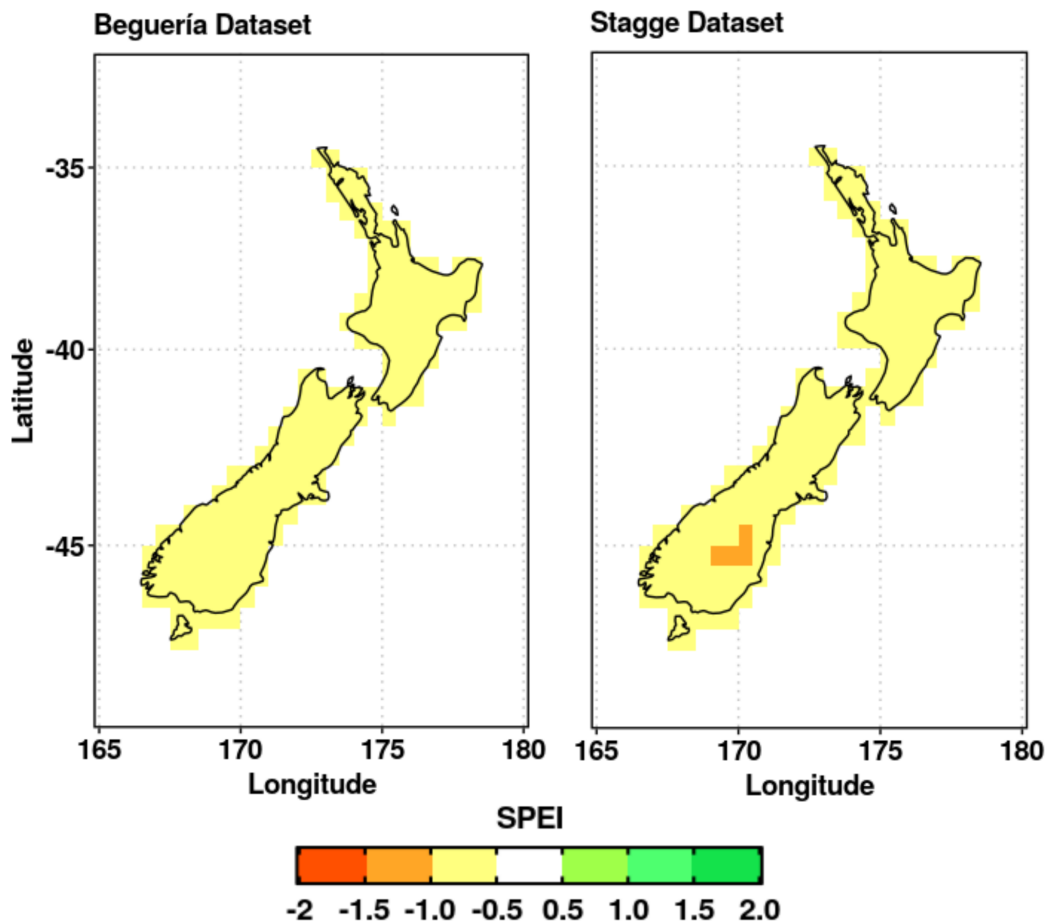 Beguería Dataset
Stagge Dataset
-35
-40
-45
Latitude
165 170 175 180
165 170 175 180
Longitude
Longitude
SPEI
-2 -1.5 -1.0 -0.5 0.5 1.0 1.5 2.0